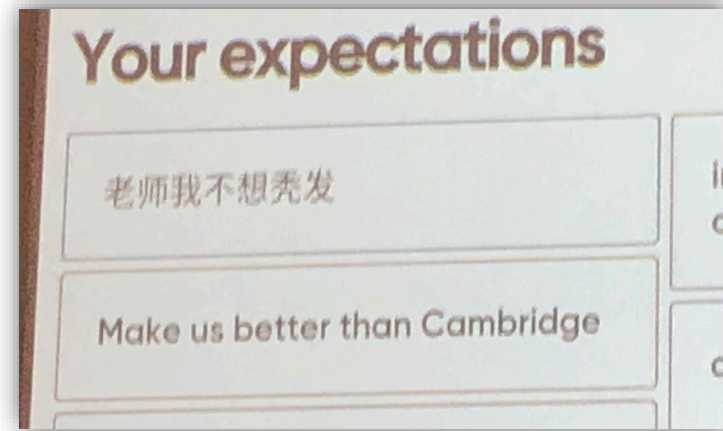 Your expectations
老师我不想秃发
Make us better than Cambridge